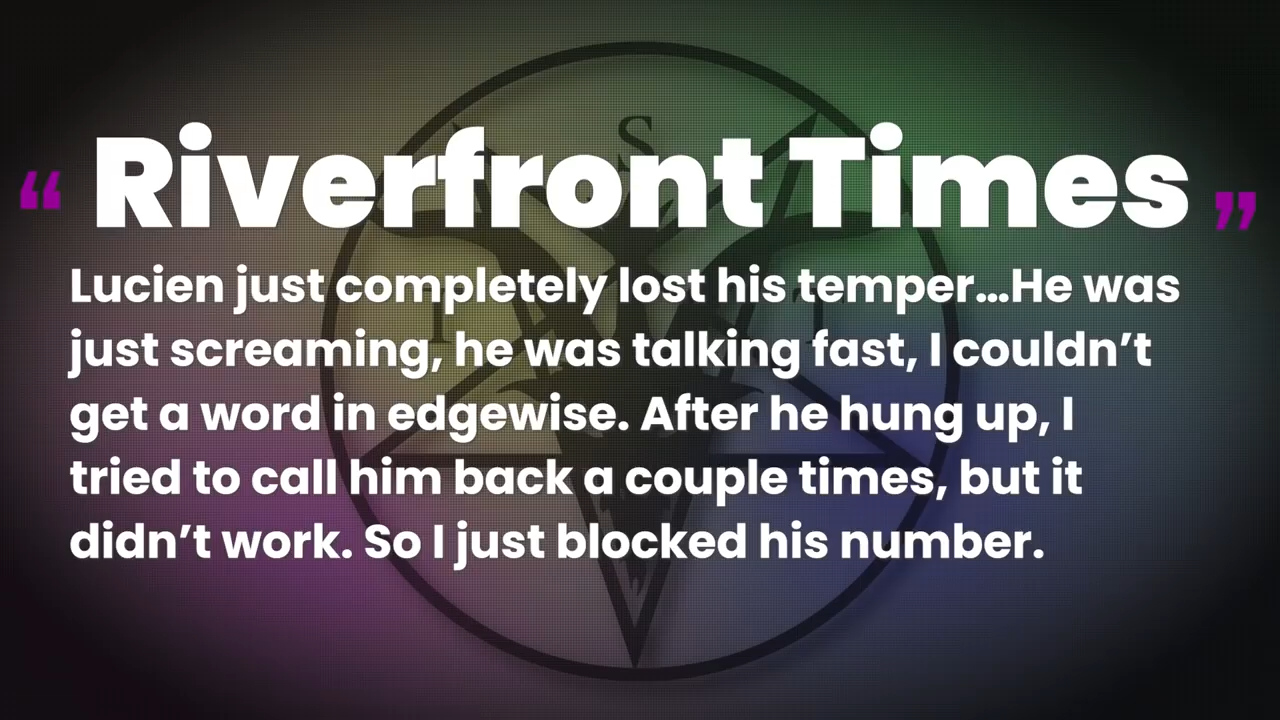 S
“ Riverfront Times ”
Lucien just completely lost his temper...He was
just screaming, he was talking fast, I couldn’t
get a word in edgewise. After he hung up, I
tried to call him back a couple times, but it
didn’t work. So I just blocked his number.